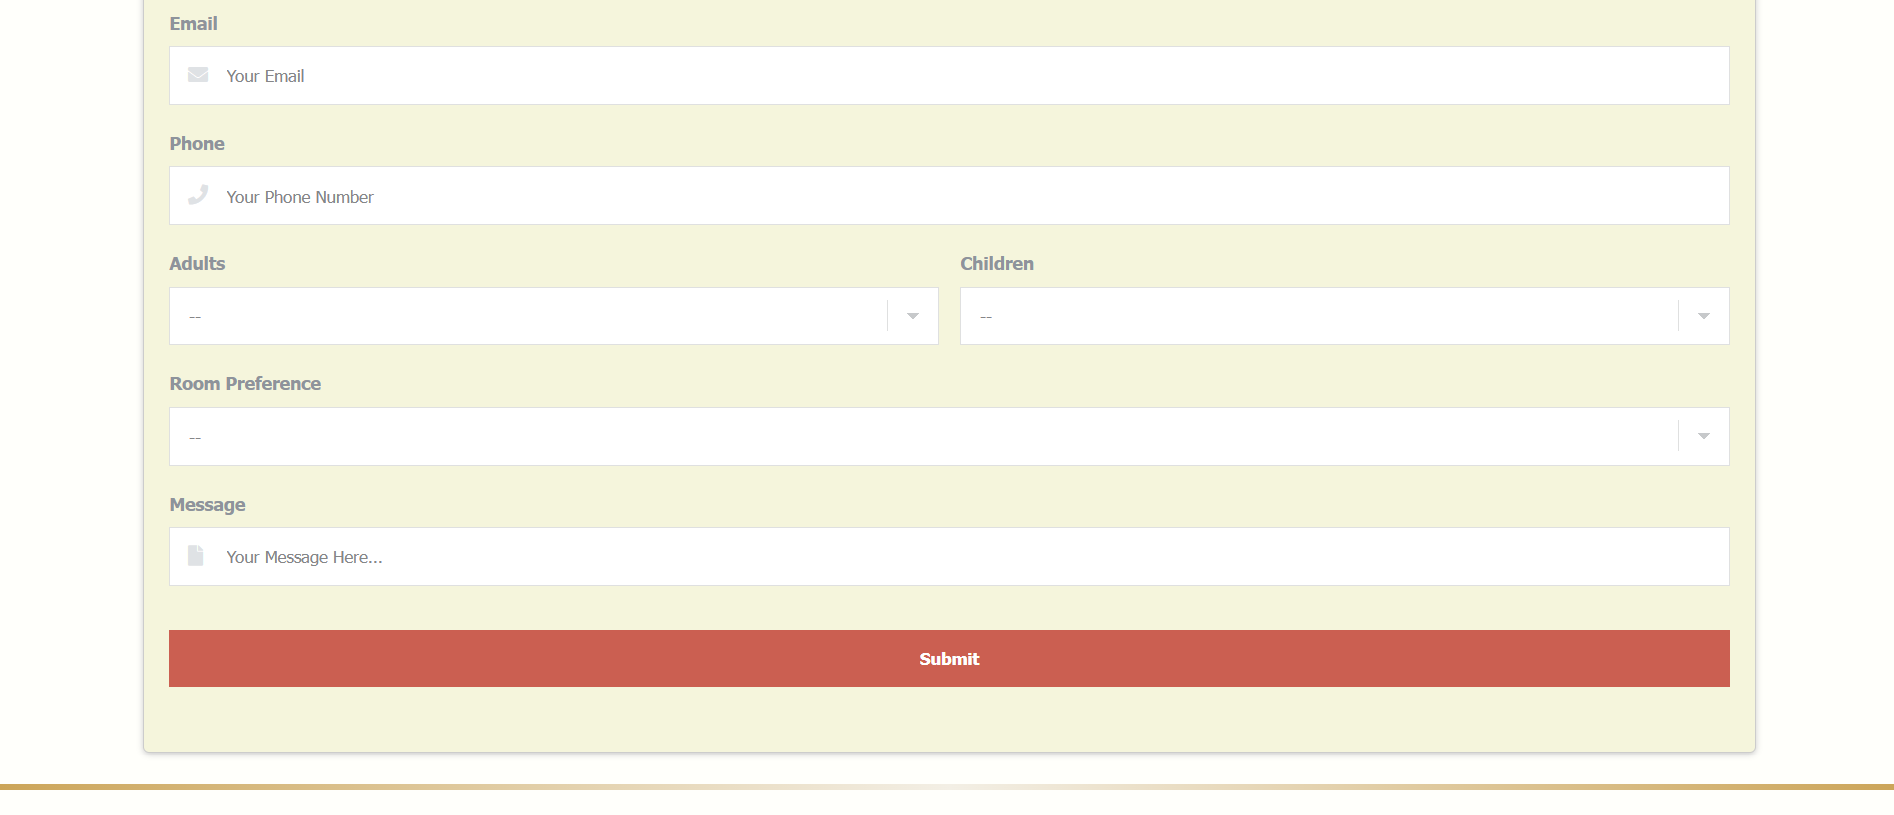 Email
Your Email
Phone
Your Phone Number
Adults
Children
--
--
Room Preference
--
Message
Your Message Here...
Submit